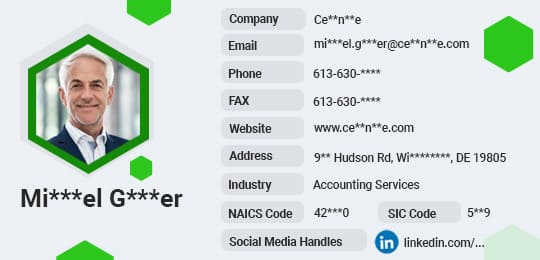 Company Ce**n**e
Email mi***el.g***er@ce**n**e.com
Phone 613-630-****
FAX 613-630-****
Website www.ce**n**e.com
Address 9** Hudson Rd, Wi********, DE 19805
Industry Accounting Services
Mi***el G***er
NAICS Code 42***0 SIC Code 5**9
Social Media Handles in linkedin.com/...